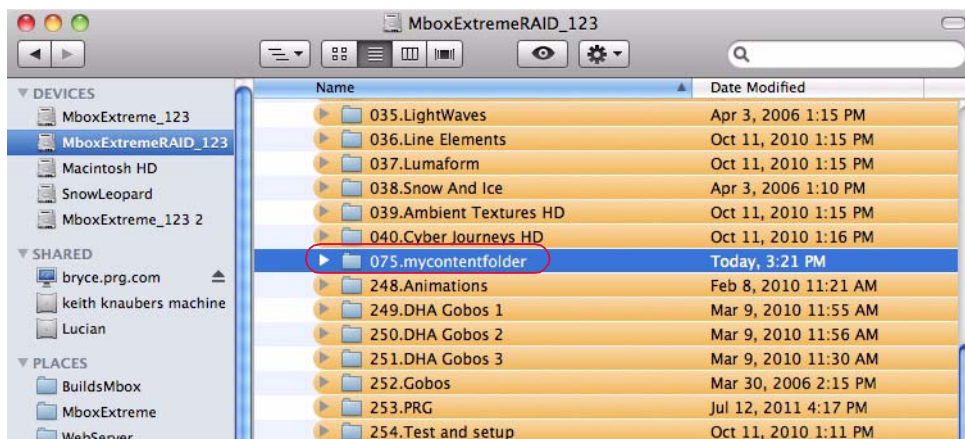 MboxExtremeRAID_123
Name Date Modified
DEVICES
MboxExtreme_123
MboxExtremeRAID_123
Macintosh HD
SnowLeopard
MboxExtreme_123 2
SHARED
bryce.prg.com
keith knaubers machine
Lucian
PLACES
BuildsMbox
MboxExtreme
WebServer
035.LightWaves Apr 3, 2006 1:15 PM
036.Line Elements Oct 11, 2010 1:15 PM
037.Lumaform Oct 11, 2010 1:15 PM
038.Snow And Ice Apr 3, 2006 1:10 PM
039.Ambient Textures HD Oct 11, 2010 1:15 PM
040.Cyber Journeys HD Oct 11, 2010 1:16 PM
075.mycontentfolder Today, 3:21 PM
248.Animations Feb 8, 2010 11:21 AM
249.DHA Gobos 1 Mar 9, 2010 11:55 AM
250.DHA Gobos 2 Mar 9, 2010 11:56 AM
251.DHA Gobos 3 Mar 9, 2010 11:30 AM
252.Gobos Mar 30, 2006 2:15 PM
253.PRG Jul 12, 2011 4:17 PM
254.Test and setup Oct 11, 2010 1:11 PM